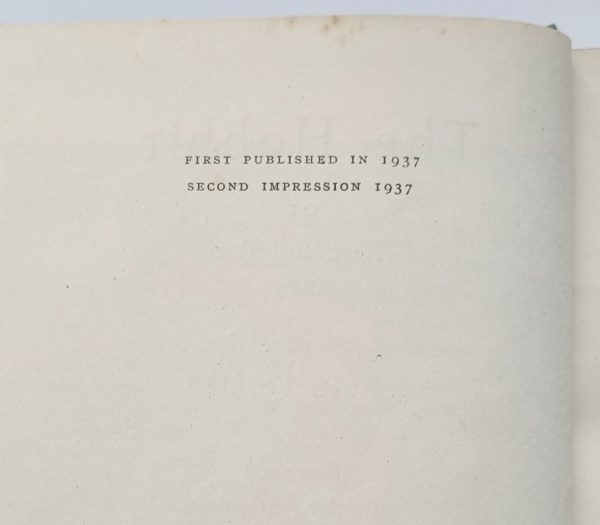 FIRST PUBLISHED IN 1937
SECOND IMPRESSION 1937